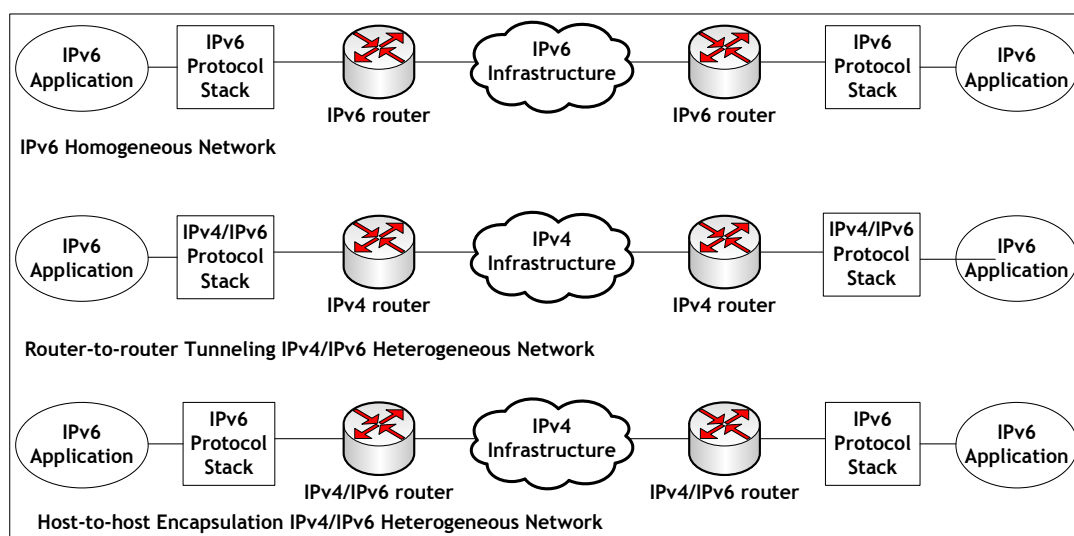 IPv6
Application
IPv6
Protocol
Stack
IPv6 router
IPv6
Infrastructure
IPv6 router
IPv6
Protocol
Stack
IPv6
Application
IPv6 Homogeneous Network
IPv6
Application
IPv4/IPv6
Protocol
Stack
IPv4 router
IPv4
Infrastructure
IPv4 router
IPv4/IPv6
Protocol
Stack
IPv6
Application
Router-to-router Tunneling IPv4/IPv6 Heterogeneous Network
IPv6
Application
IPv6
Protocol
Stack
IPv4/IPv6 router
IPv4
Infrastructure
IPv4/IPv6 router
IPv6
Protocol
Stack
IPv6
Application
Host-to-host Encapsulation IPv4/IPv6 Heterogeneous Network